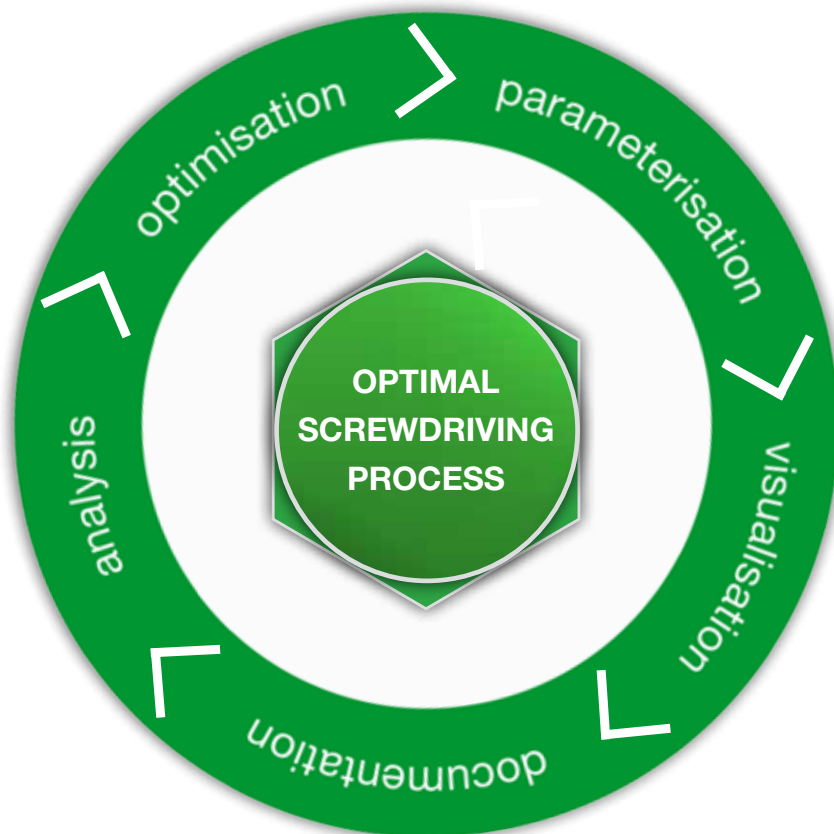 optimisation
parameterisation
visualisation
documentation
analysis
OPTIMAL
SCREWDRIVING
PROCESS